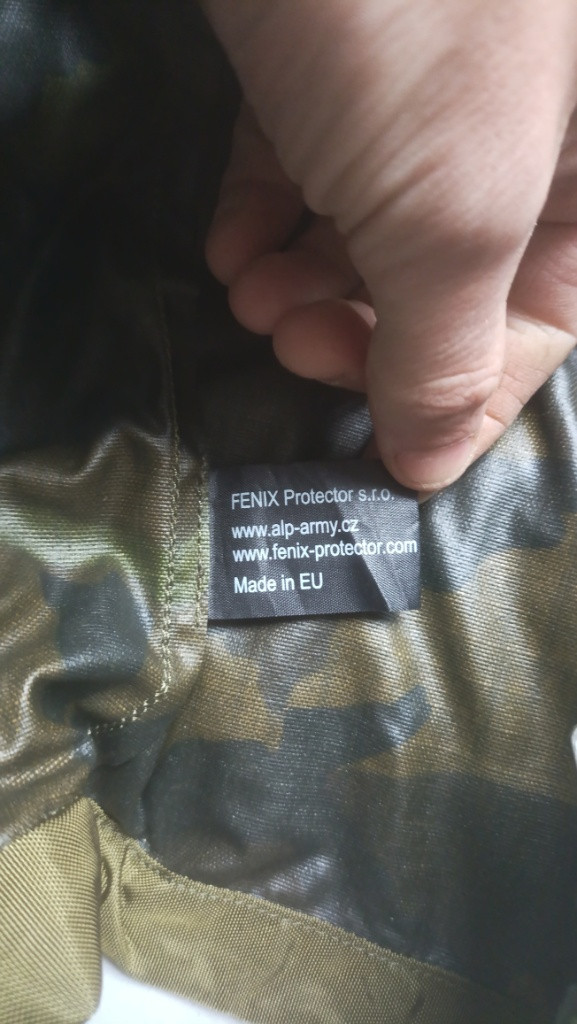 FENIX Protector s.r.o.
www.alp-army.cz
www.fenix-protector.com
Made in EU